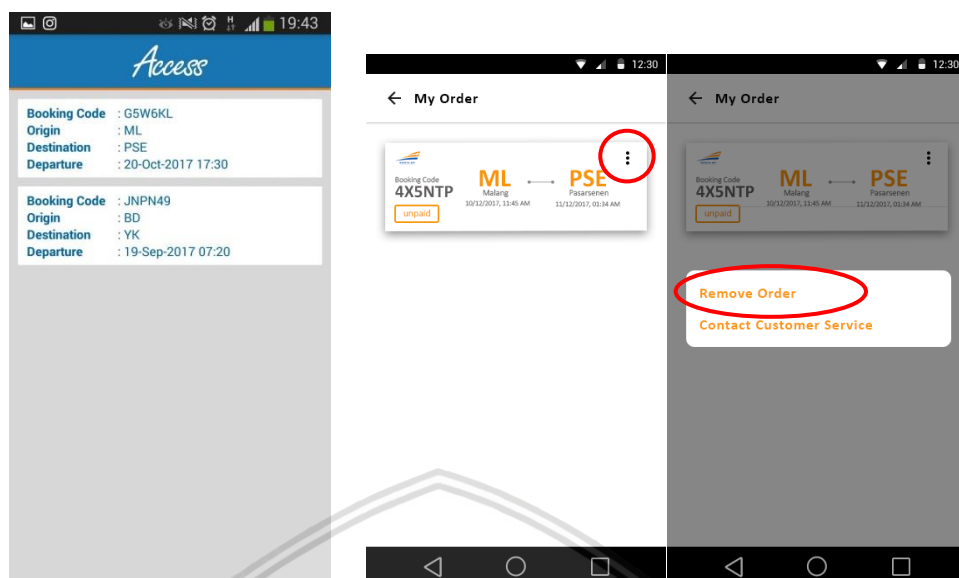 19:43
Access
Booking Code : G5W6KL
Origin : ML
Destination : PSE
Departure : 20-Oct-2017 17:30
Booking Code : JNPN49
Origin : BD
Destination : YK
Departure : 19-Sep-2017 07:20
12:30
My Order
Booking Code
4X5NTP
unpaid
ML
Malang
10/12/2017, 11:45 AM
PSE
Pasarsenen
11/12/2017, 01:34 AM
12:30
My Order
Booking Code
4X5NTP
unpaid
ML
Malang
10/12/2017, 11:45 AM
PSE
Pasarsenen
11/12/2017, 01:34 AM
Remove Order
Contact Customer Service